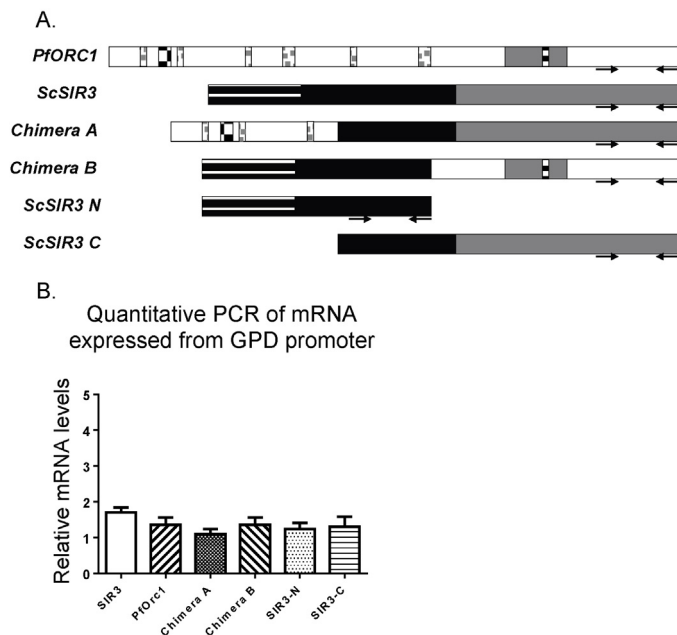 A.
PfORC1
ScSIR3
Chimera A
Chimera B
ScSIR3 N
ScSIR3 C
B.
Quantitative PCR of mRNA
expressed from GPD promoter
Relative mRNA levels
5
4
3
2
1
0
SIR3
PfOrc1
Chimera A
Chimera B
SIR3-N
SIR3-C